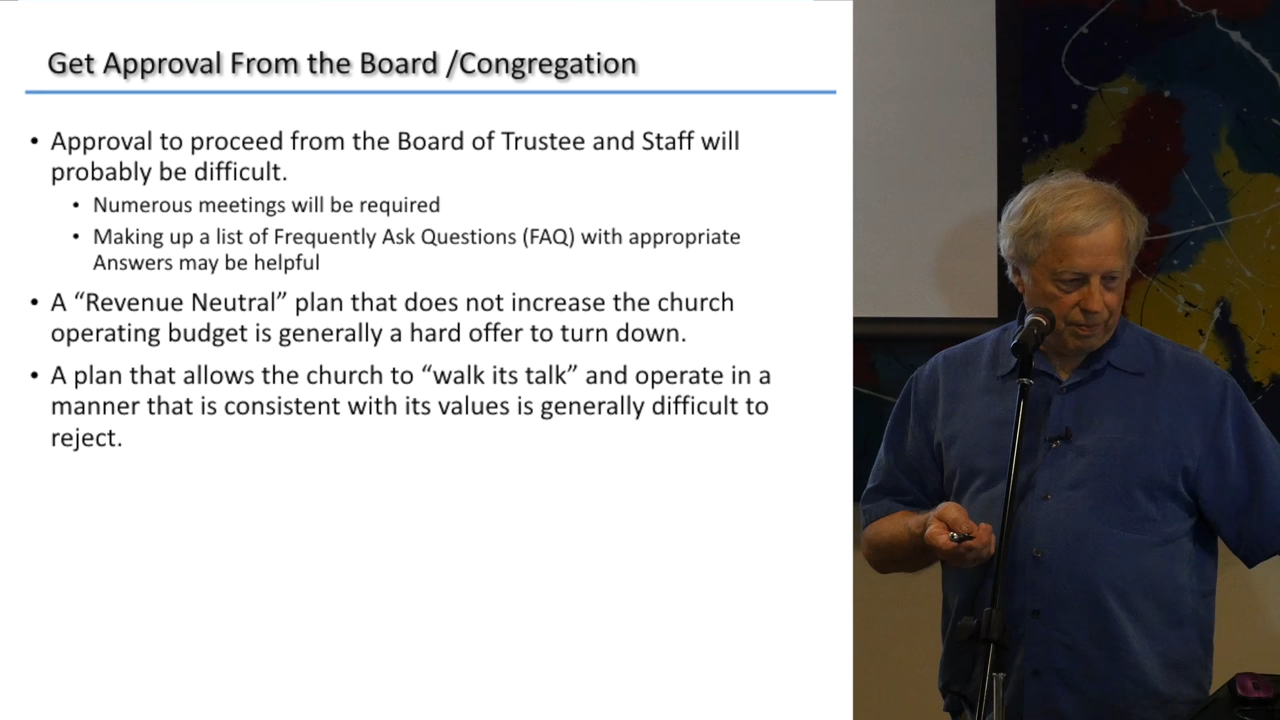 Get Approval From the Board /Congregation
• Approval to proceed from the Board of Trustee and Staff will
probably be difficult.
• Numerous meetings will be required
• Making up a list of Frequently Ask Questions (FAQ) with appropriate
Answers may be helpful
• A “Revenue Neutral” plan that does not increase the church
operating budget is generally a hard offer to turn down.
• A plan that allows the church to “walk its talk” and operate in a
manner that is consistent with its values is generally difficult to
reject.